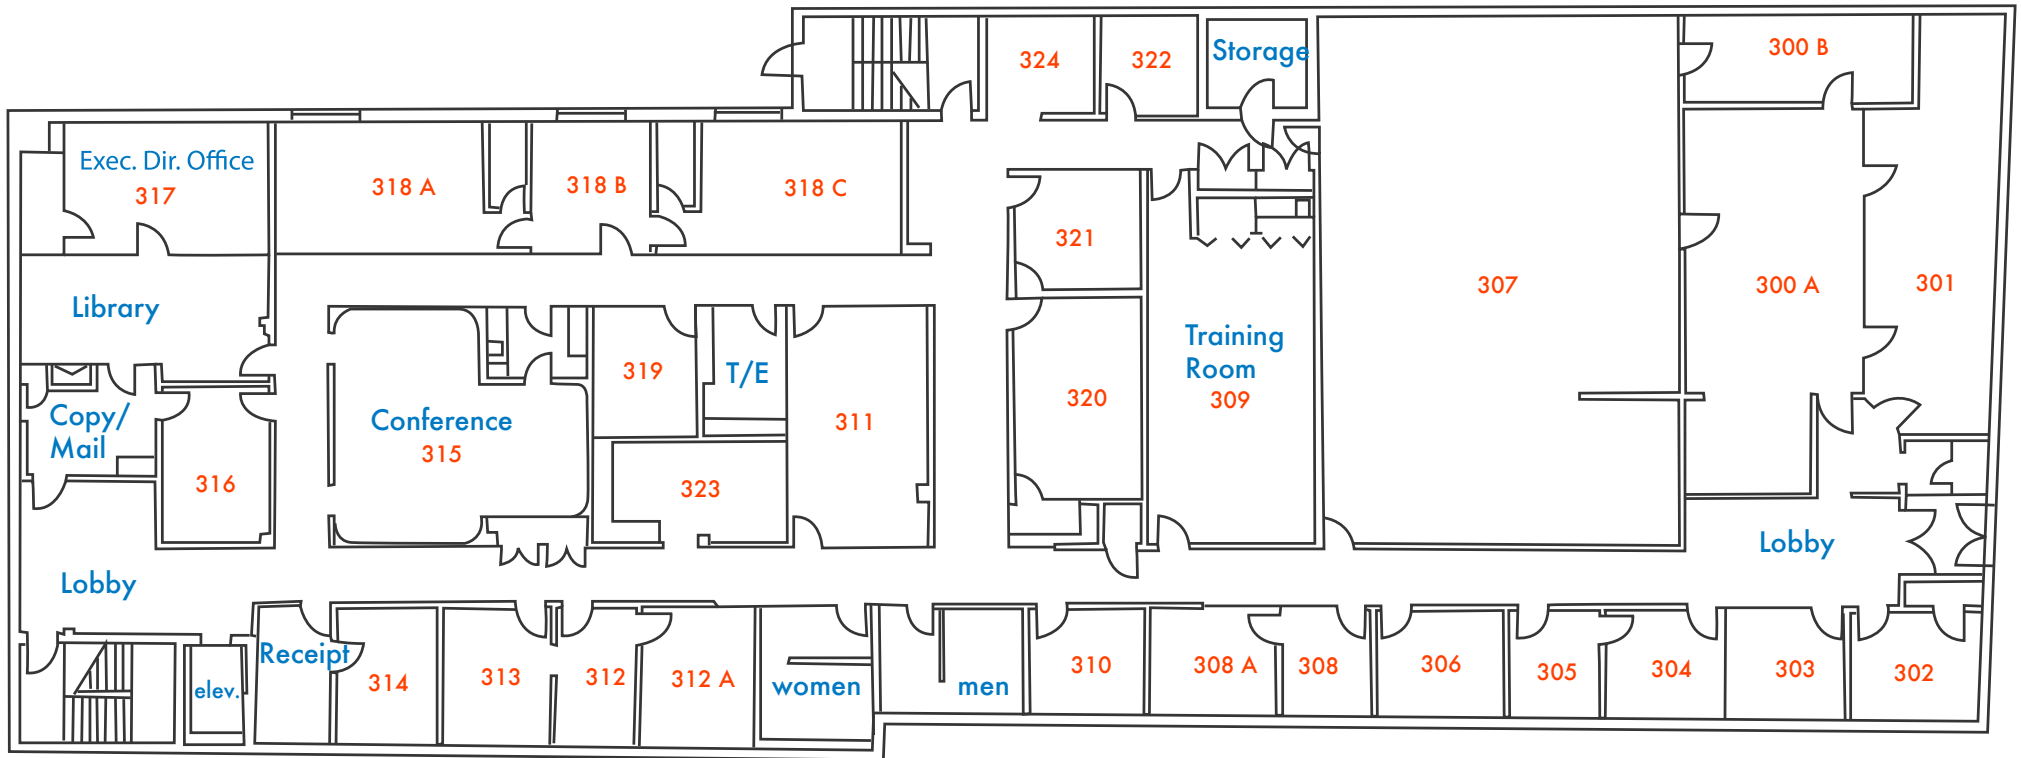 324
322
Storage
300 B
Exec. Dir. Office
317
318 A
318 B
318 C
321
307
300 A
301
Library
Training
Room
309
319
T/E
320
311
Copy/
Mail
Conference
315
316
323
Lobby
Lobby
Receipt
elev.
314
313
312
312 A
women
men
310
308 A
308
306
305
304
303
302